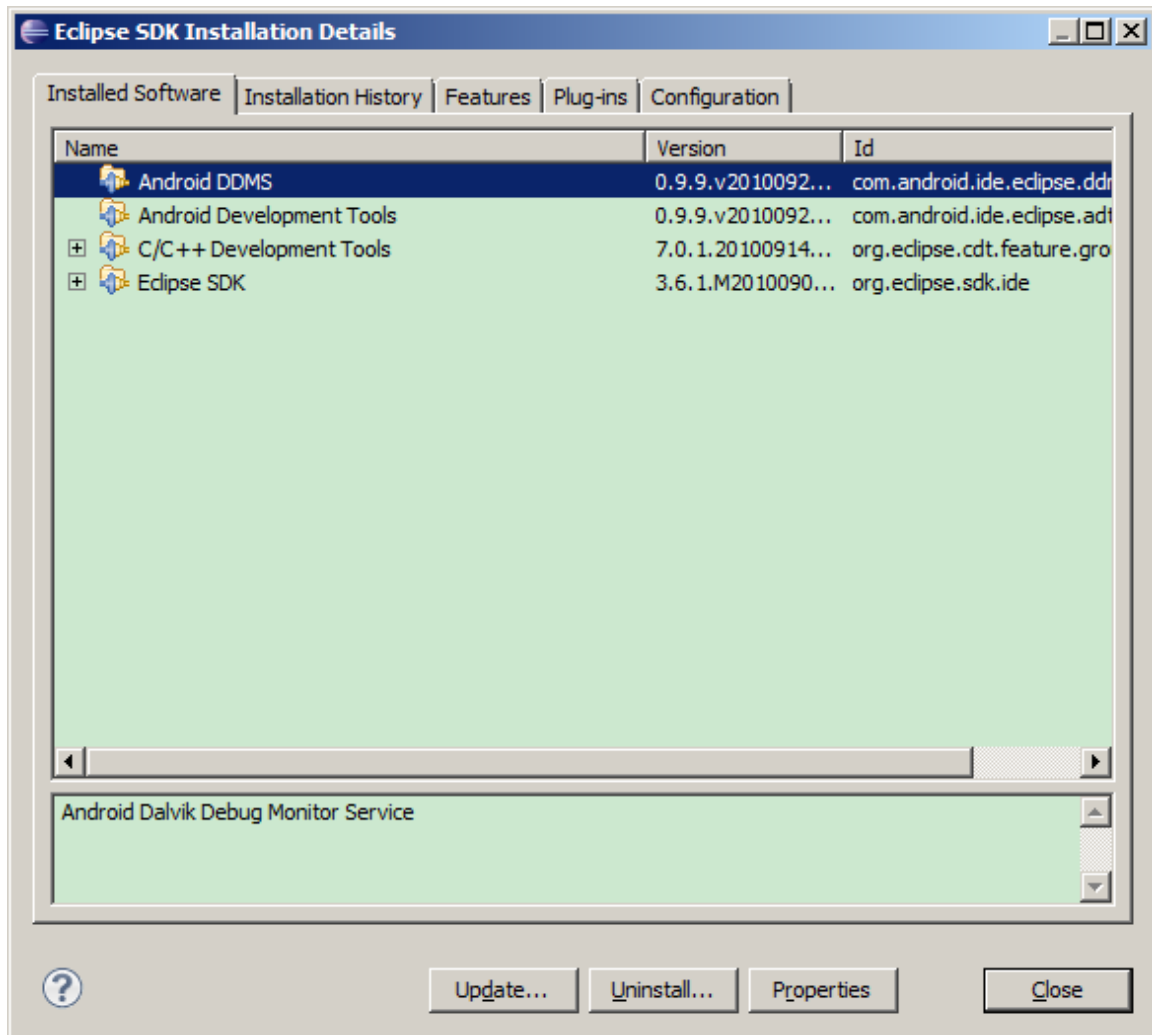 Eclipse SDK Installation Details
Installed Software Installation History Features Plug-ins Configuration
Name Version Id
Android DDMS 0.9.9.v2010092... com.android.ide.eclipse.ddr
Android Development Tools 0.9.9.v2010092... com.android.ide.eclipse.adt
C/C++ Development Tools 7.0.1.20100914... org.eclipse.cdt.feature.gro
Eclipse SDK 3.6.1.M2010090... org.eclipse.sdk.ide
Android Dalvik Debug Monitor Service
? Update... Uninstall... Properties Close